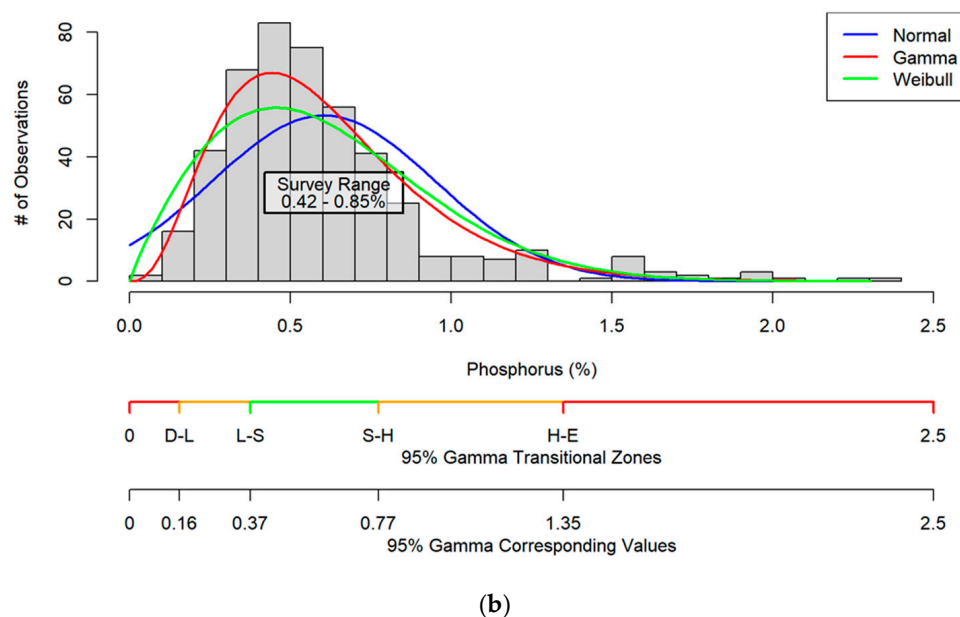 Normal
Gamma
Weibull
# of Observations
80
60
40
20
0
Survey Range
0.42 - 0.85%
0.0 0.5 1.0 1.5 2.0 2.5
Phosphorus (%)
0 D-L L-S S-H H-E 2.5
95% Gamma Transitional Zones
0 0.16 0.37 0.77 1.35 2.5
95% Gamma Corresponding Values
(b)